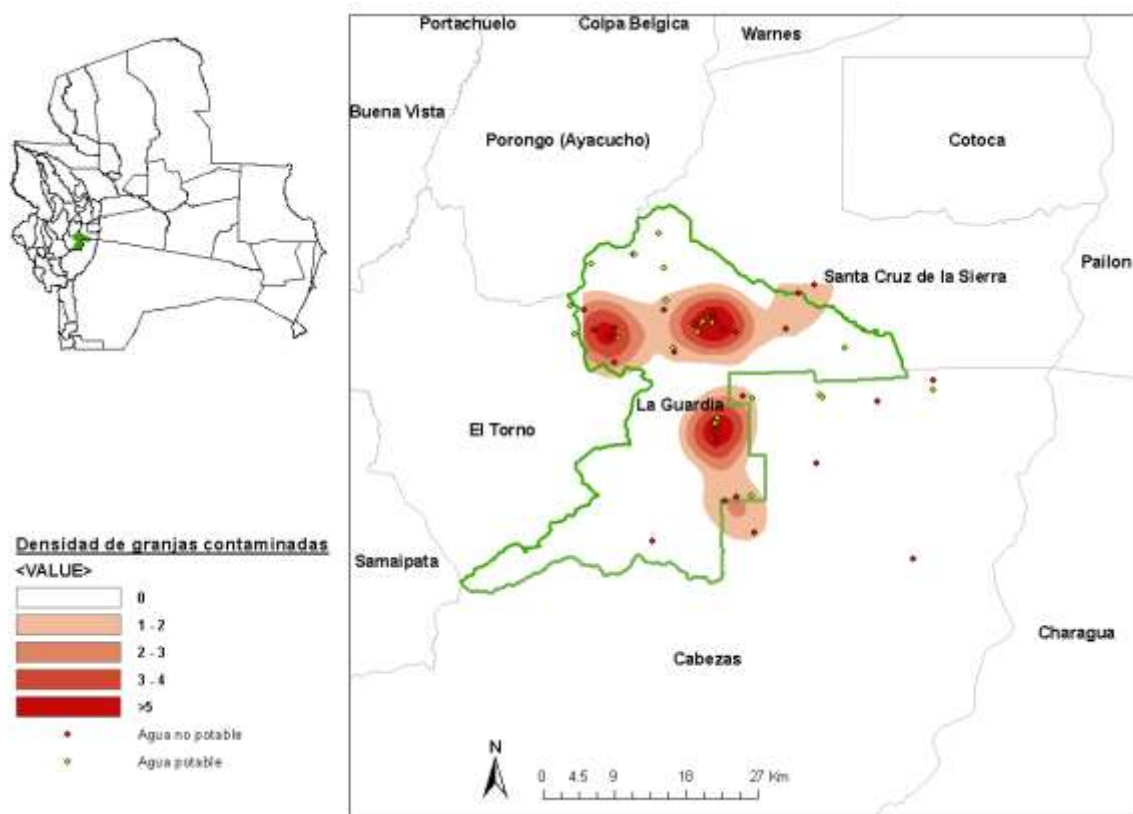 Portachuelo
Colpa Belgica
Warnes
Buena Vista
Porongo (Ayacucho)
Cotoca
Santa Cruz de la Sierra
Pailon
La Guardia
El Torno
Samaipata
Charagua
Cabezas
Densidad de granjas contaminadas
<VALUE>
0
1 - 2
2 - 3
3 - 4
>5
Agua no potable
Agua potable
N
0 4.5 9 18 27 Km